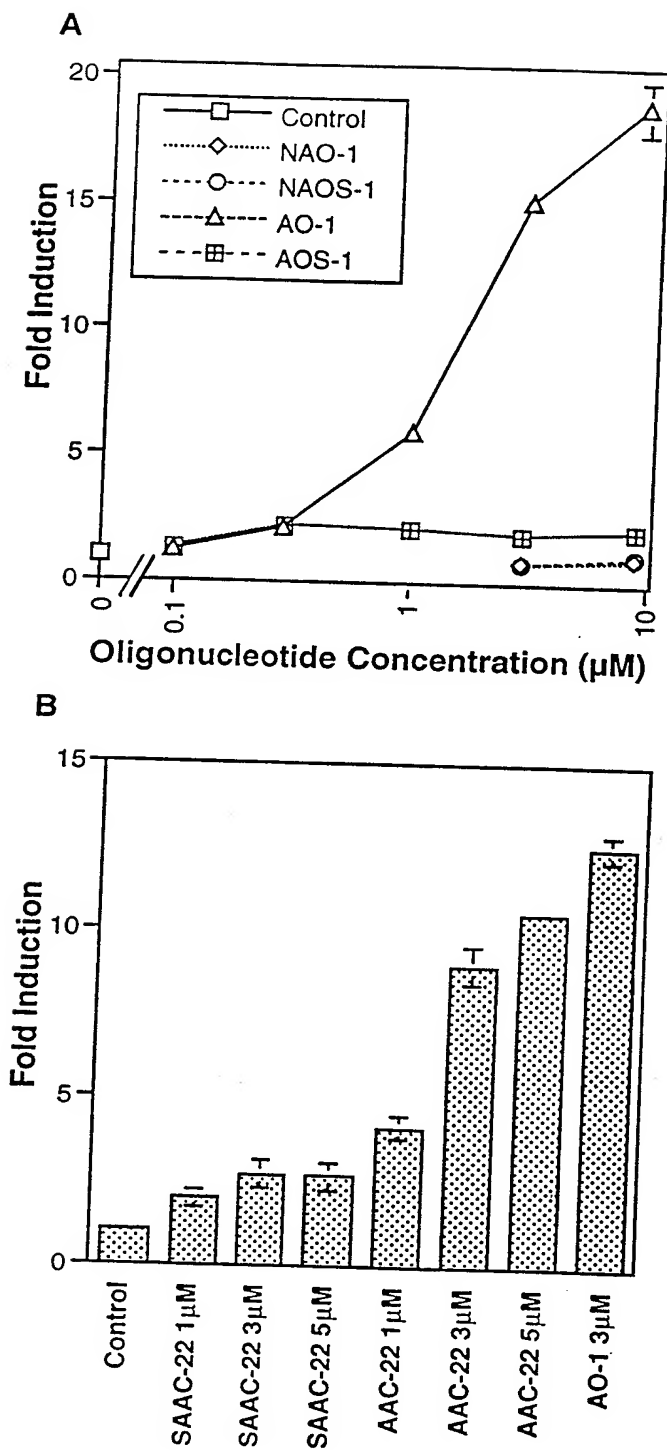 A
Fold Induction
20
15
10
5
0
Control
NAO-1
NAOS-1
AO-1
AOS-1
0
0.1
1
10
Oligonucleotide Concentration (µM)
B
Fold Induction
15
10
5
0
Control
SAAC-22 1µM
SAAC-22 3µM
SAAC-22 5µM
AAC-22 1µM
AAC-22 3µM
AAC-22 5µM
AO-1 3µM